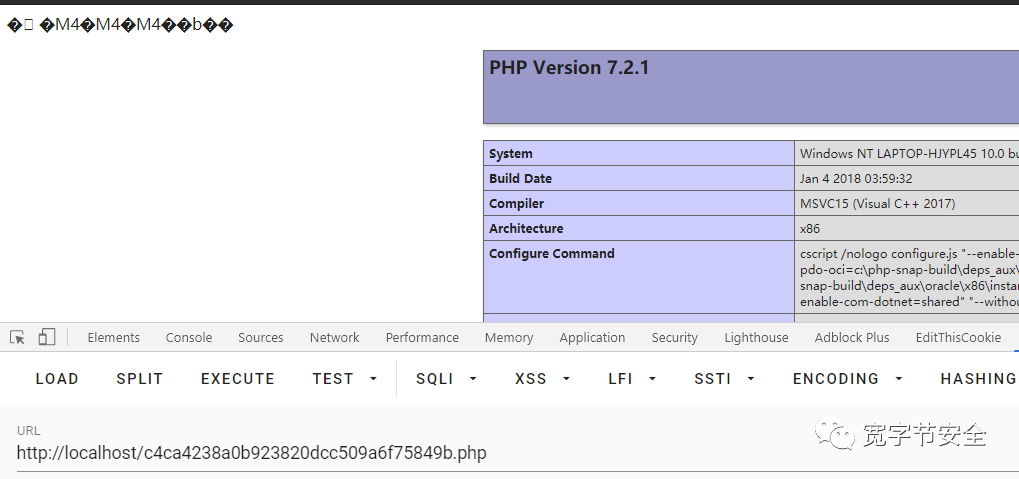 �▯ �M4�M4�M4��b��
PHP Version 7.2.1
System Windows NT LAPTOP-HJYPL45 10.0 bu
Build Date Jan 4 2018 03:59:32
Compiler MSVC15 (Visual C++ 2017)
Architecture x86
Configure Command cscript /nologo configure.js "--enable-
pdo-oci=c:\php-snap-build\deps_aux\
snap-build\deps_aux\oracle\x86\instan
enable-com-dotnet=shared" "--withou
Elements Console Sources Network Performance Memory Application Security Lighthouse Adblock Plus EditThisCookie
LOAD SPLIT EXECUTE TEST SQLI XSS LFI SSTI ENCODING HASHING
URL
http://localhost/c4ca4238a0b923820dcc509a6f75849b.php
宽字节安全